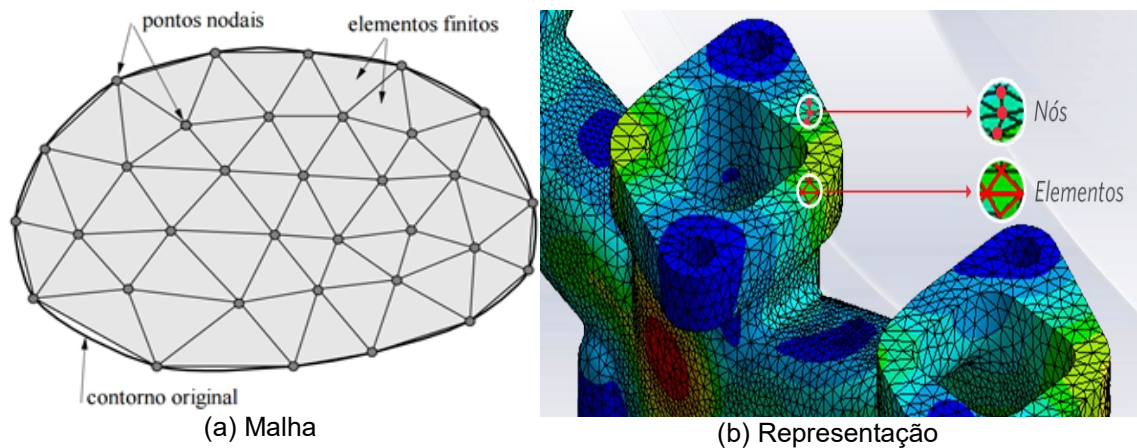 pontos nodais
elementos finitos
contorno original
(a) Malha
Nós
Elementos
(b) Representação